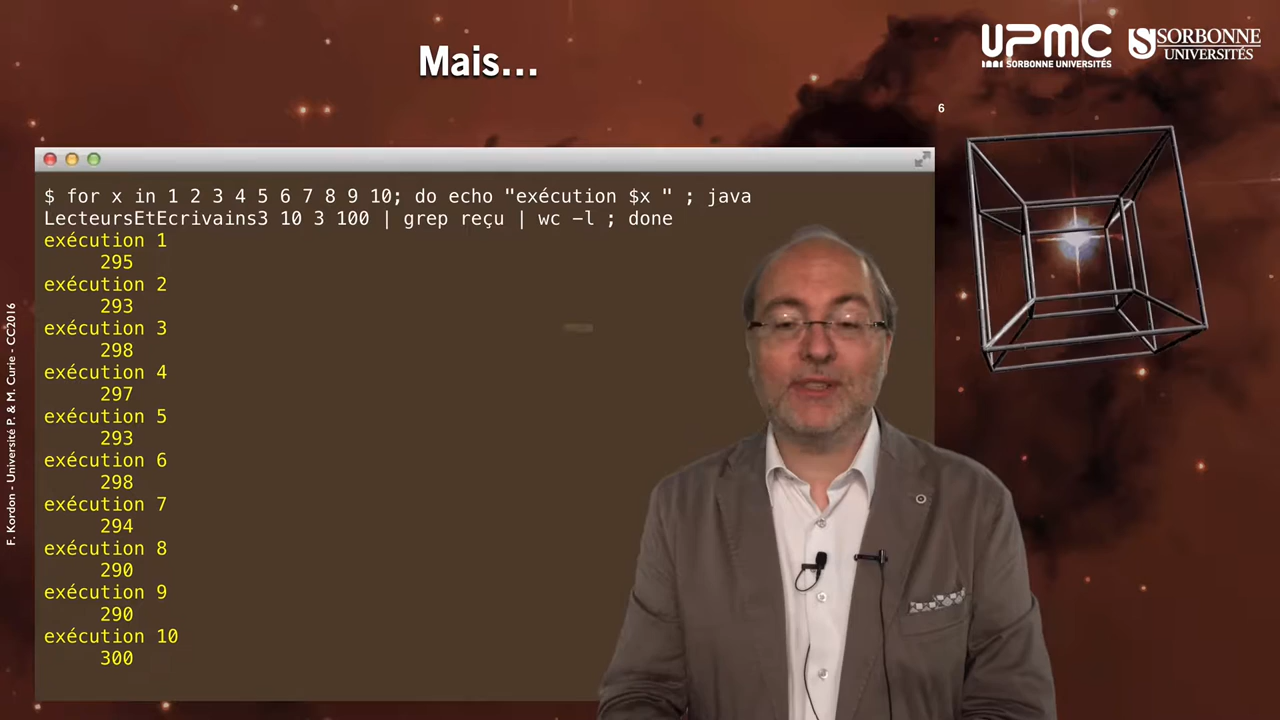 Mais...
UPMC
SORBONNE UNIVERSITÉS
SORBONNE
UNIVERSITÉS
6
$ for x in 1 2 3 4 5 6 7 8 9 10; do echo "exécution $x " ; java
LecteursEtEcrivains3 10 3 100 | grep reçu | wc -l ; done
exécution 1
295
exécution 2
293
exécution 3
298
exécution 4
297
exécution 5
293
exécution 6
298
exécution 7
294
exécution 8
290
exécution 9
290
exécution 10
300
F. Kordon - Université P. & M. Curie - CC2016